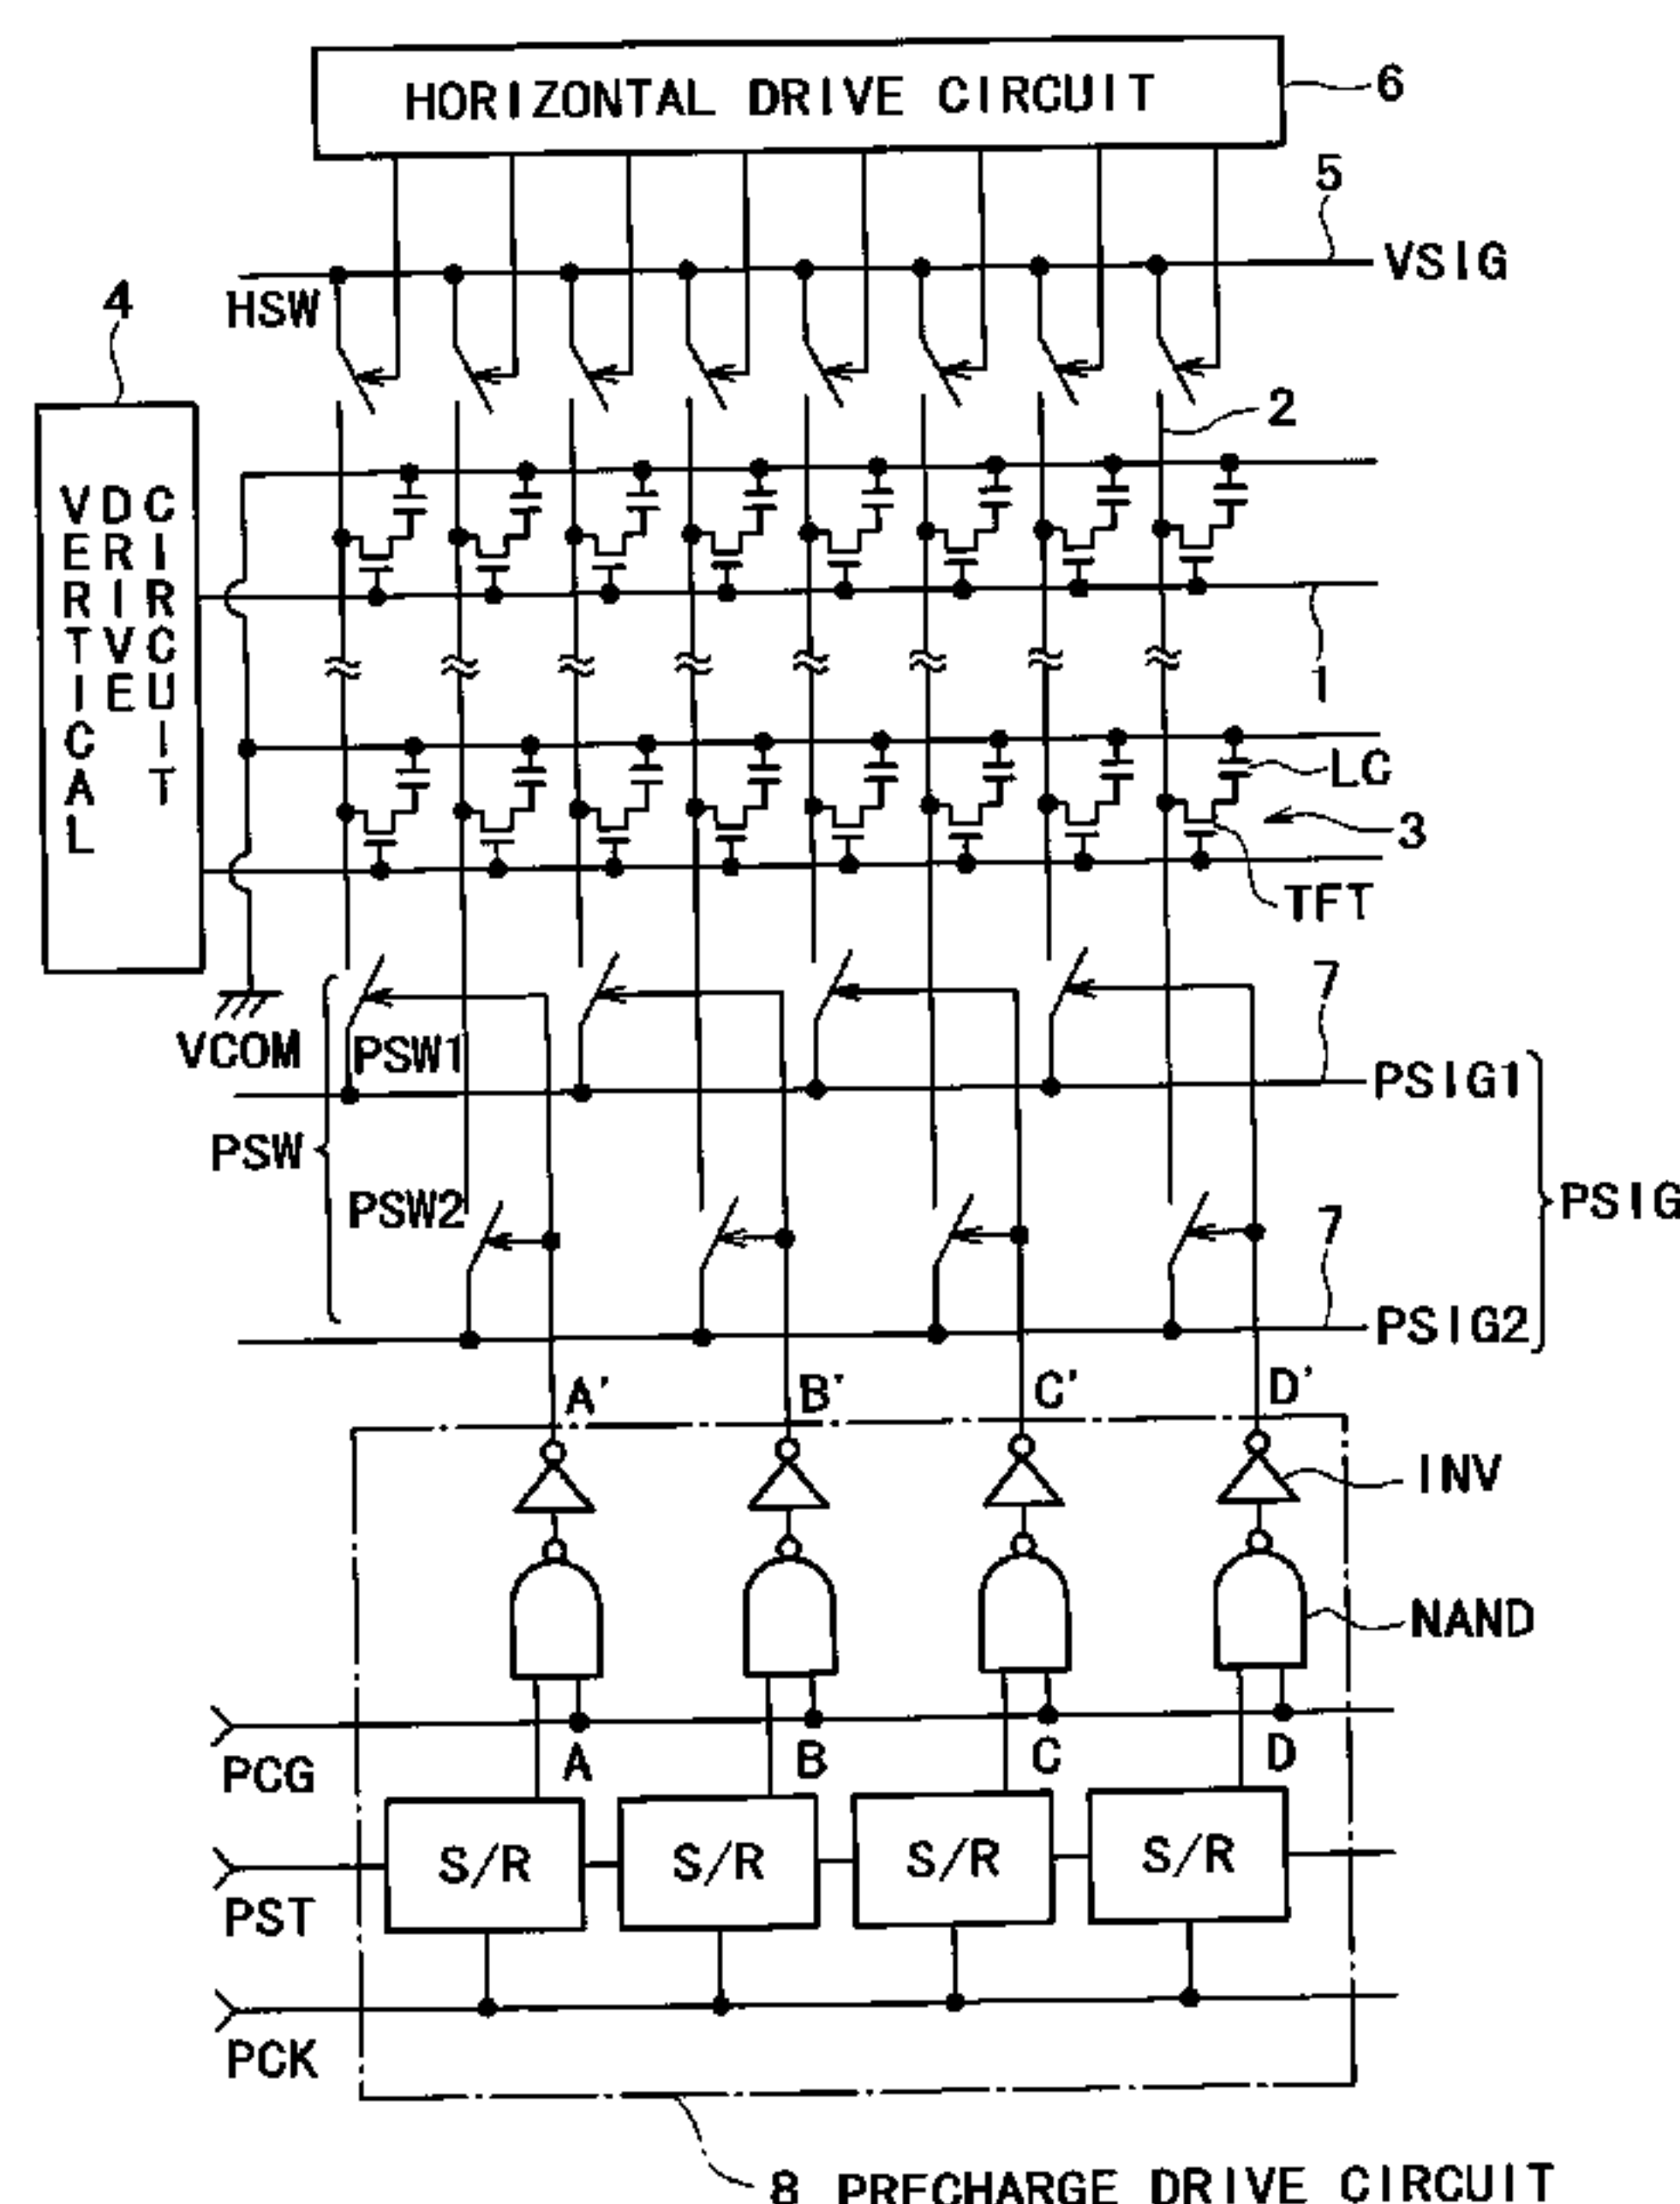 HORIZONTAL DRIVE CIRCUIT
6
5
VSIG
HSW
4
2
VERTICAL
DRIVE
CIRCUIT
1
LC
3
TFT
7
VCOM
PSW1
PSIG1
PSW
PSW2
PSIG
7
PSIG2
A' B' C' D'
INV
NAND
PCG
A B C D
S/R S/R S/R S/R
PST
PCK
8 PRECHARGE DRIVE CIRCUIT